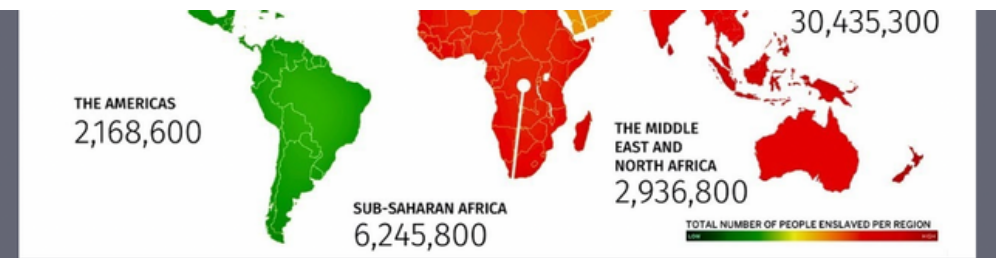 30,435,300
THE AMERICAS
2,168,600
THE MIDDLE
EAST AND
NORTH AFRICA
2,936,800
SUB-SAHARAN AFRICA
6,245,800
TOTAL NUMBER OF PEOPLE ENSLAVED PER REGION
LOW
HIGH